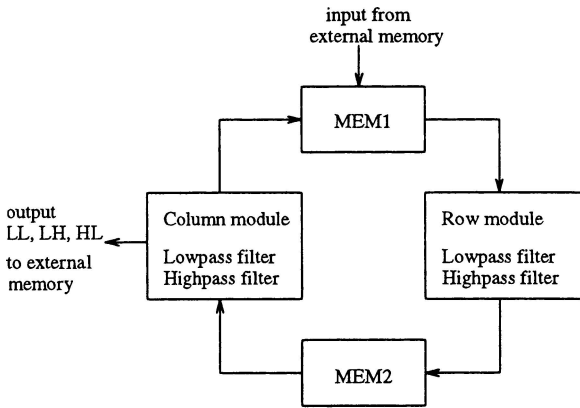 input from
external memory
MEM1
output
LL, LH, HL
to external
memory
Column module
Lowpass filter
Highpass filter
Row module
Lowpass filter
Highpass filter
MEM2